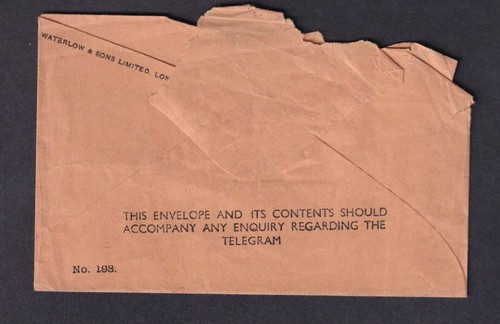 WATERLOW & SONS LIMITED, LON
THIS ENVELOPE AND ITS CONTENTS SHOULD
ACCOMPANY ANY ENQUIRY REGARDING THE
TELEGRAM
No. 193.